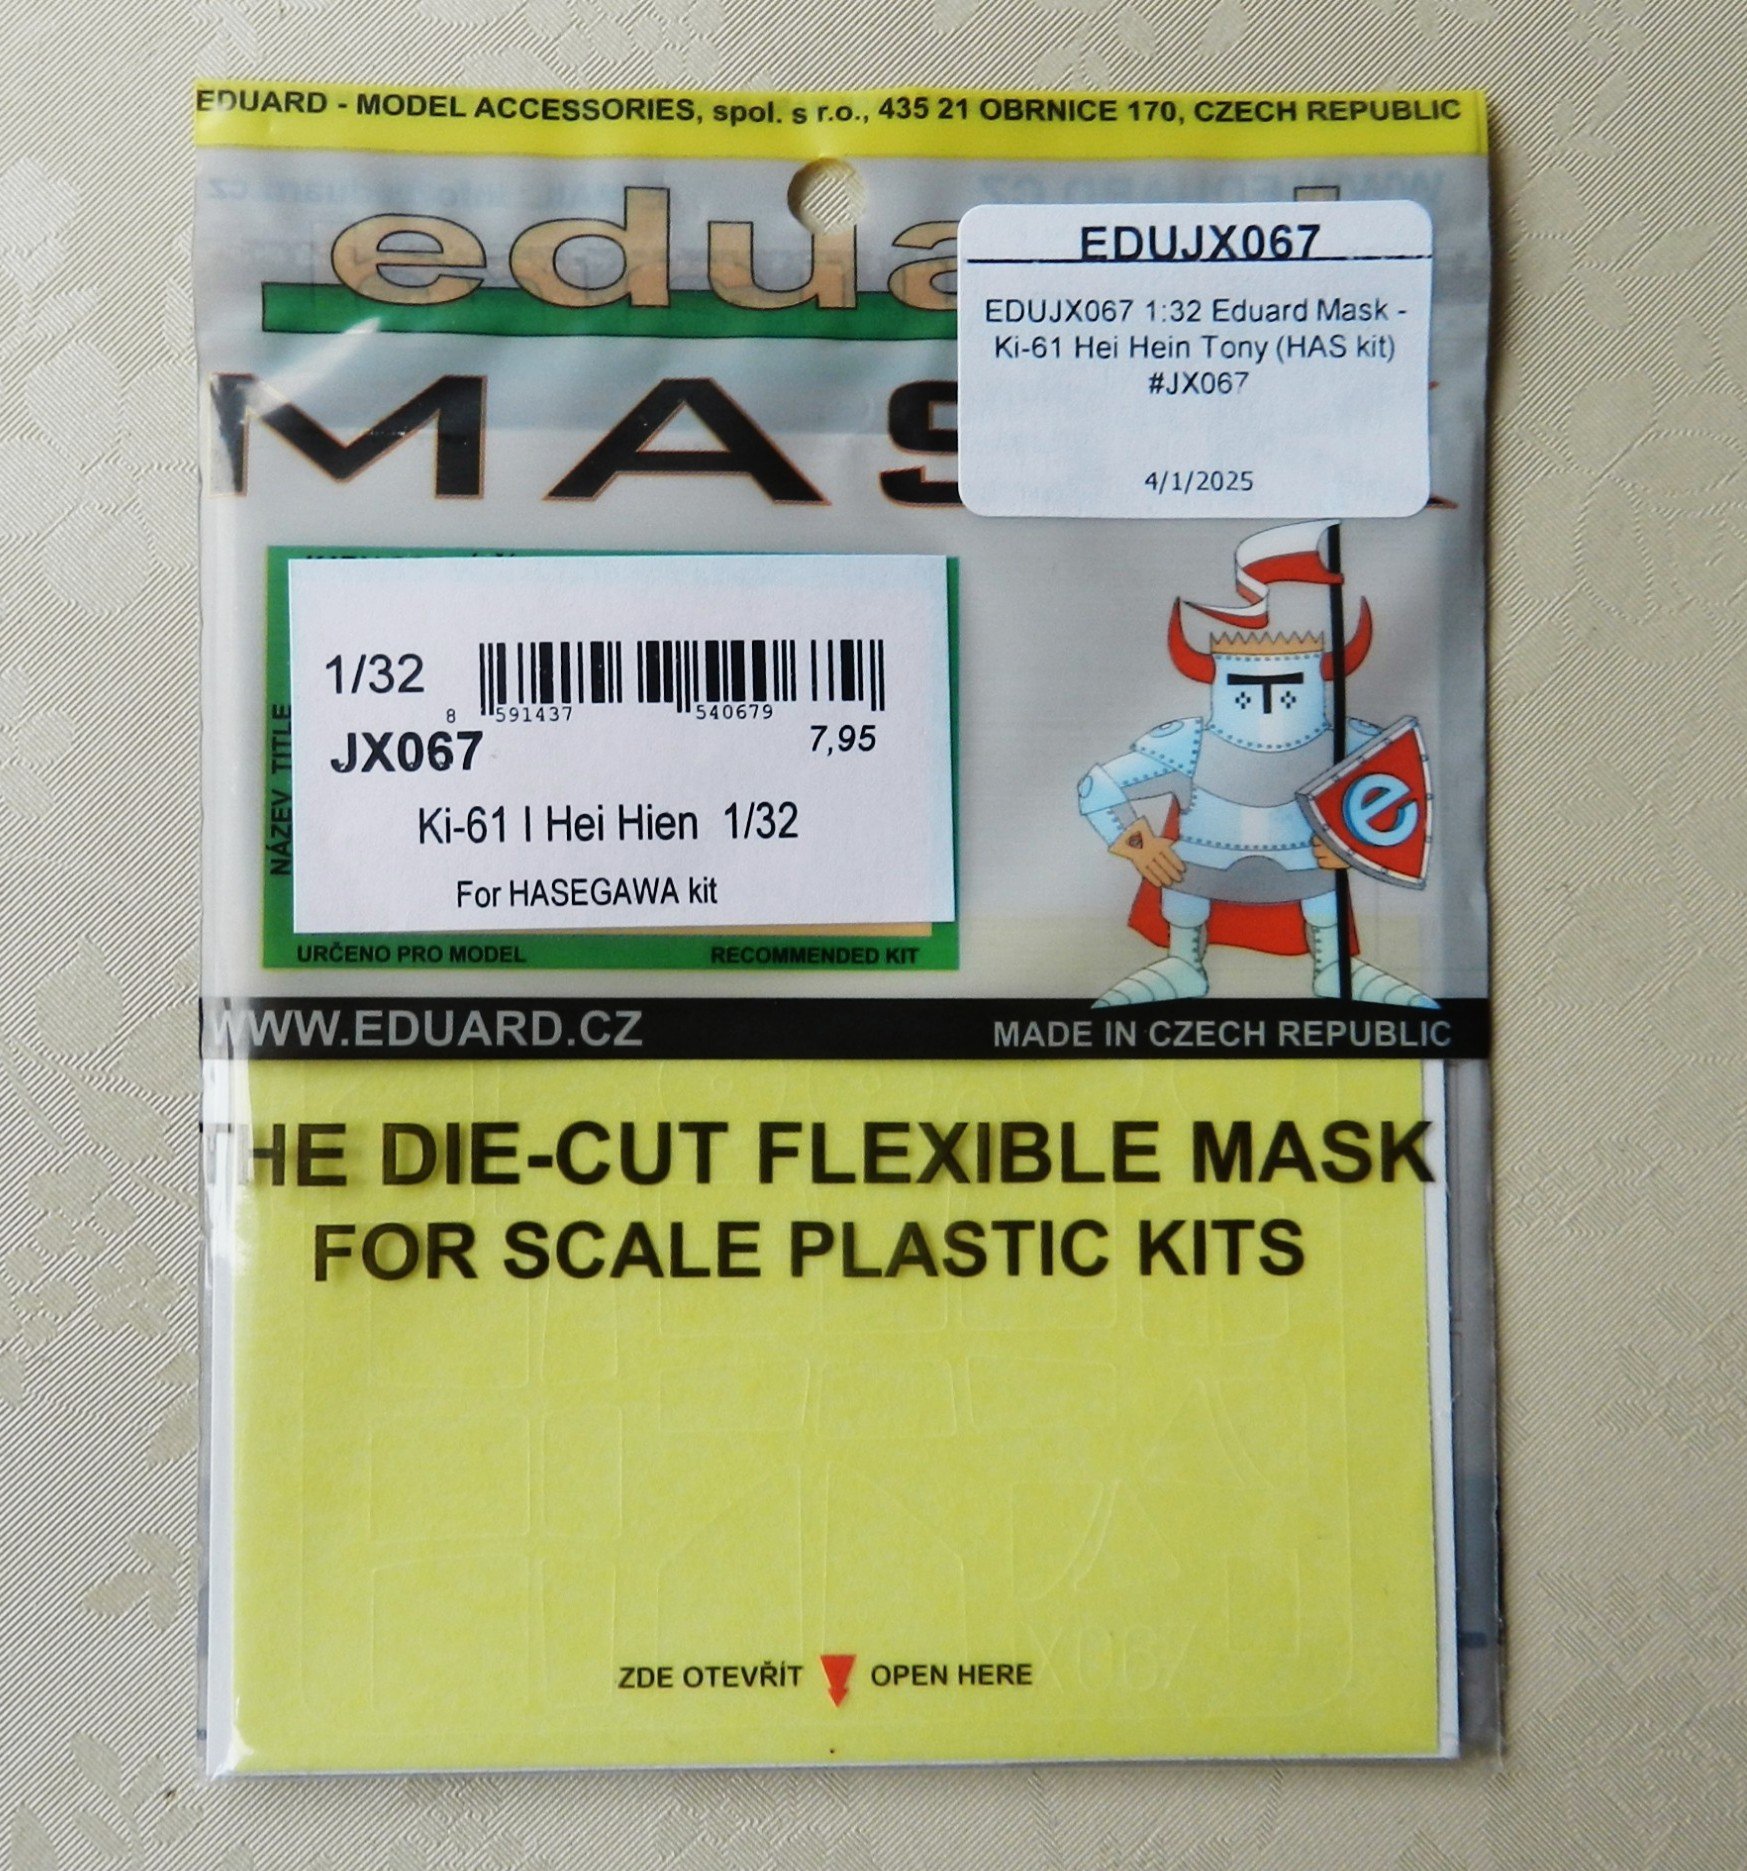 EDUARD - MODEL ACCESSORIES, spol. s r.o., 435 21 OBRNICE 170, CZECH REPUBLIC
EDUJX067
EDUJX067 1:32 Eduard Mask -
Ki-61 Hei Hein Tony (HAS kit)
#JX067
4/1/2025
1/32
8 591437 540679
JX067
7,95
Ki-61 I Hei Hien 1/32
For HASEGAWA kit
NÁZEV TITLE
URČENO PRO MODEL RECOMMENDED KIT
e
WWW.EDUARD.CZ MADE IN CZECH REPUBLIC
THE DIE-CUT FLEXIBLE MASK
FOR SCALE PLASTIC KITS
X067
ZDE OTEVŘÍT OPEN HERE